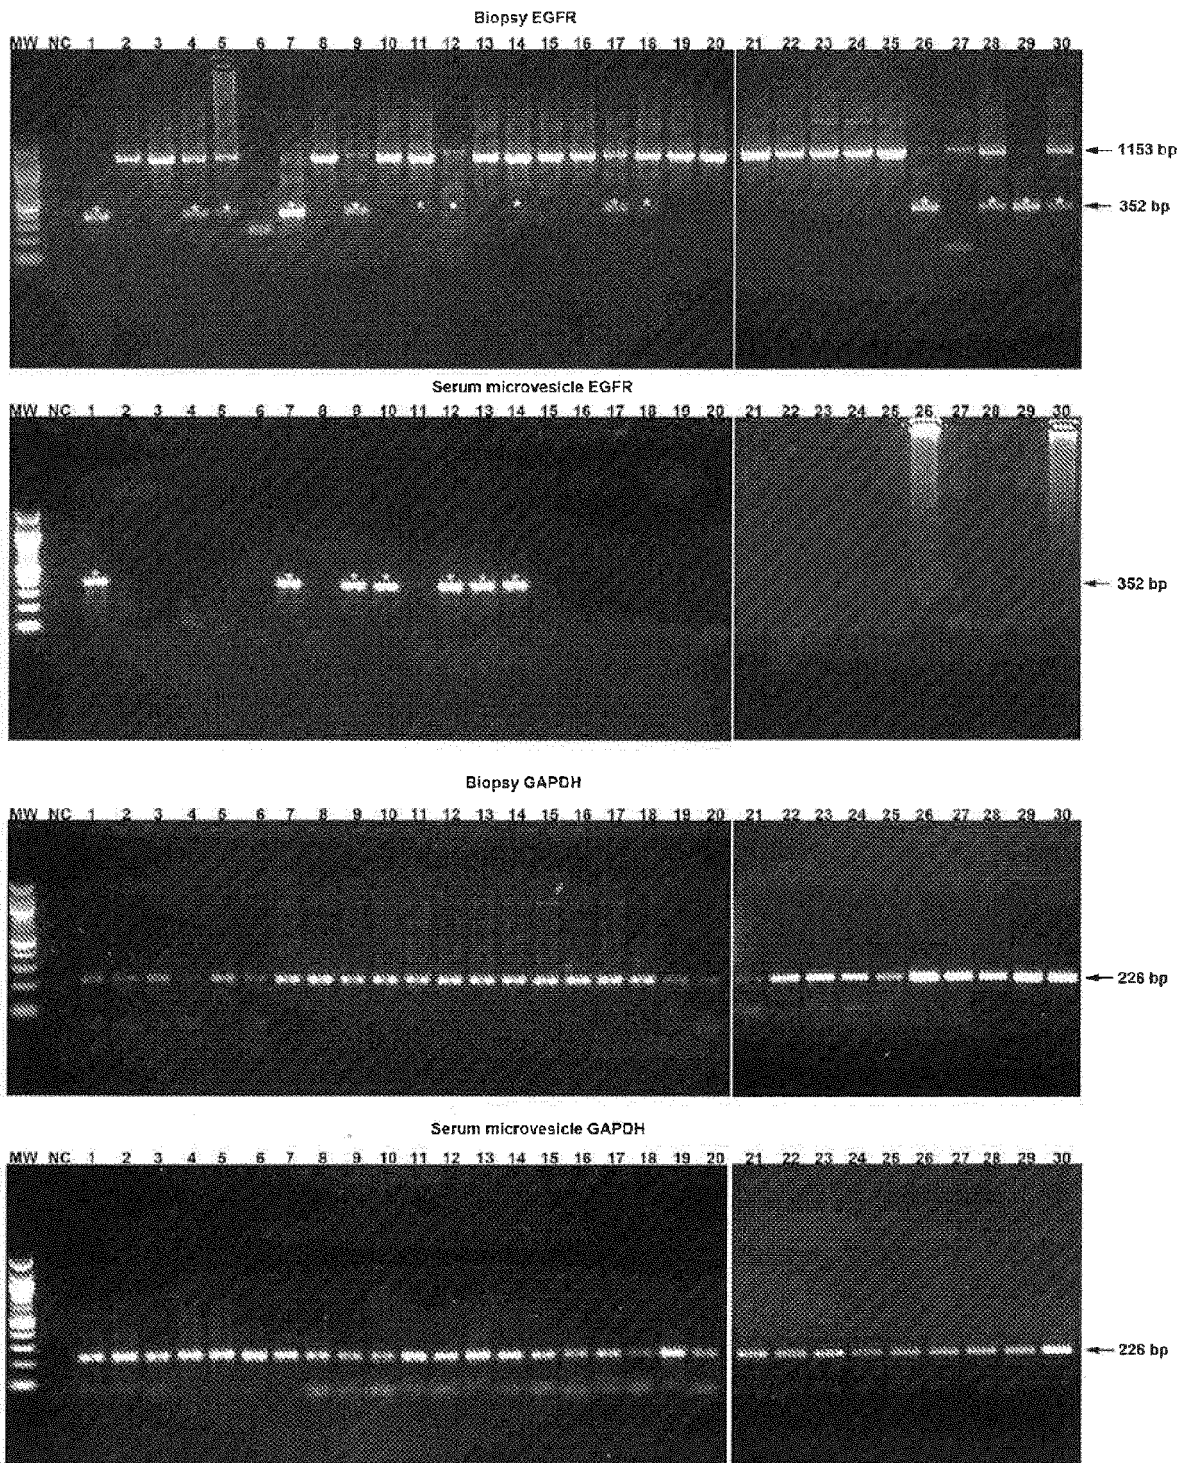 Biopsy EGFR
MW NC 1 2 3 4 5 6 7 8 9 10 11 12 13 14 15 16 17 18 19 20 21 22 23 24 25 26 27 28 29 30
1153 bp
352 bp
Serum microvesicle EGFR
MW NC 1 2 3 4 5 6 7 8 9 10 11 12 13 14 15 16 17 18 19 20 21 22 23 24 25 26 27 28 29 30
352 bp
Biopsy GAPDH
MW NC 1 2 3 4 5 6 7 8 9 10 11 12 13 14 15 16 17 18 19 20 21 22 23 24 25 26 27 28 29 30
226 bp
Serum microvesicle GAPDH
MW NC 1 2 3 4 5 6 7 8 9 10 11 12 13 14 15 16 17 18 19 20 21 22 23 24 25 26 27 28 29 30
226 bp